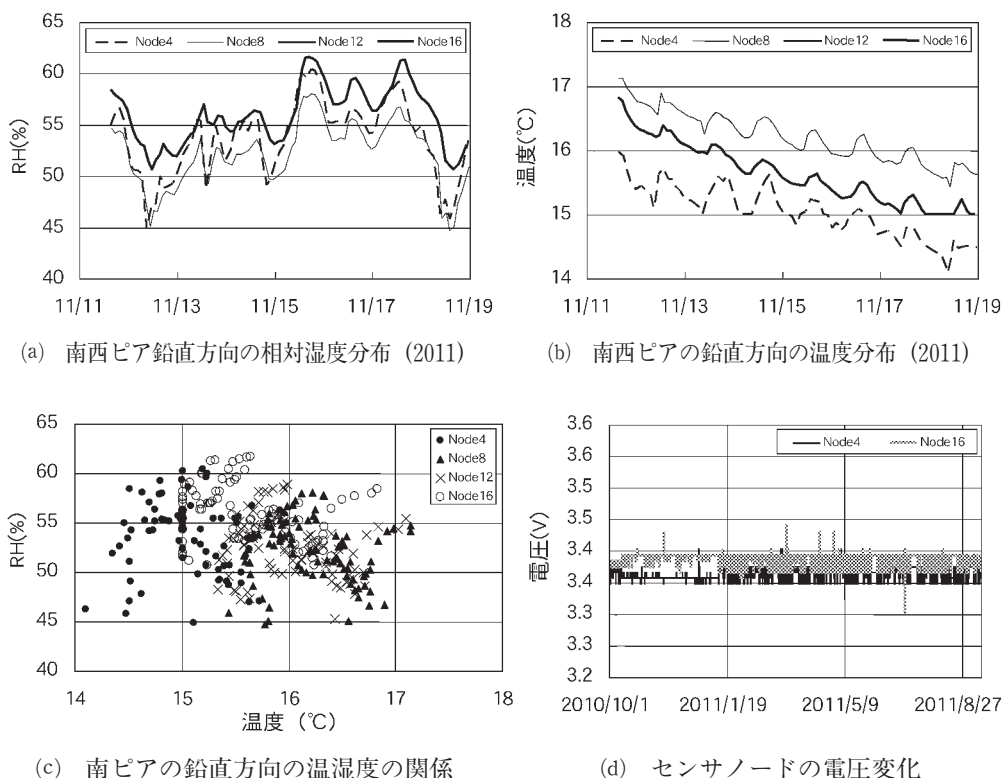 65
60
55
50
45
40
RH(%)
Node4 Node8 Node12 Node16
11/11 11/13 11/15 11/17 11/19
(a) 南西ピア鉛直方向の相対湿度分布 (2011)
18
17
16
15
14
温度(℃)
Node4 Node8 Node12 Node16
11/11 11/13 11/15 11/17 11/19
(b) 南西ピアの鉛直方向の温度分布 (2011)
65
60
55
50
45
40
RH(%)
Node4
Node8
Node12
Node16
14 15 16 17 18
温度 (℃)
(c) 南ピアの鉛直方向の温湿度の関係
3.6
3.6
3.5
3.5
3.4
3.4
3.3
3.3
3.2
電圧(V)
Node4 Node16
2010/10/1 2011/1/19 2011/5/9 2011/8/27
(d) センサノードの電圧変化